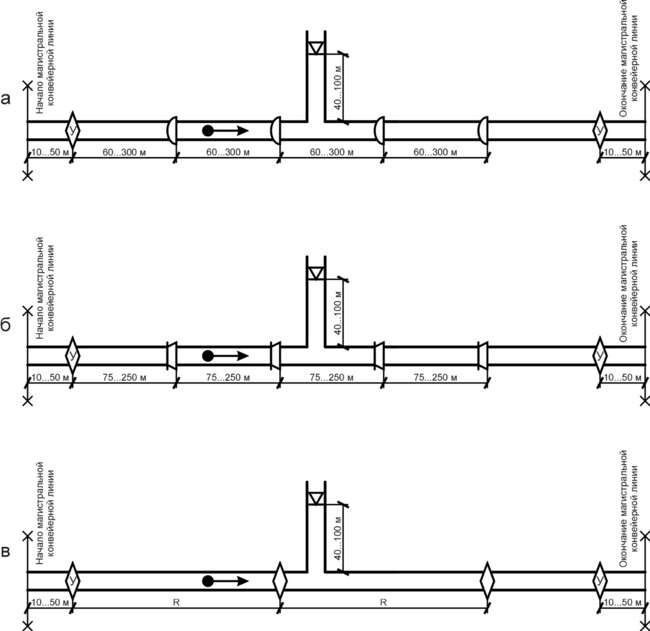 а
Начало магистральной
конвейерной линии
40...100 м
Окончание магистральной
конвейерной линии
У
У
10...50 м
60...300 м
60...300 м
60...300 м
60...300 м
10...50 м
б
Начало магистральной
конвейерной линии
40...100 м
Окончание магистральной
конвейерной линии
У
У
10...50 м
75...250 м
75...250 м
75...250 м
75...250 м
10...50 м
в
Начало магистральной
конвейерной линии
40...100 м
Окончание магистральной
конвейерной линии
У
У
10...50 м
R
R
10...50 м